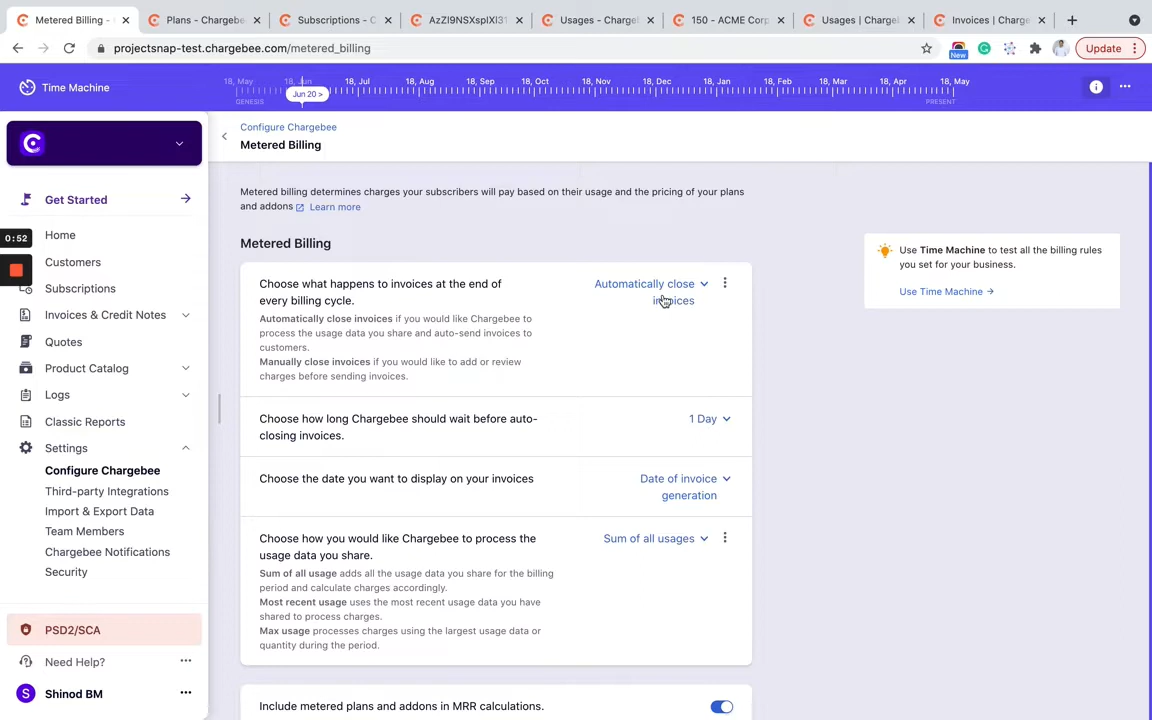 Metered Billing -
Plans - Chargebe
Subscriptions - C
AzZI9NSXspIXl31
Usages - Chargeb
150 - ACME Corp
Usages | Chargeb
Invoices | Charge
projectsnap-test.chargebee.com/metered_billing
New
Update
Time Machine
18, May
18, Jun
18, Jul
18, Aug
18, Sep
18, Oct
18, Nov
18, Dec
18, Jan
18, Feb
18, Mar
18, Apr
18, May
GENESIS
Jun 20 >
PRESENT
Get Started
0:52
Home
Customers
Subscriptions
Invoices & Credit Notes
Quotes
Product Catalog
Logs
Classic Reports
Settings
Configure Chargebee
Third-party Integrations
Import & Export Data
Team Members
Chargebee Notifications
Security
PSD2/SCA
Need Help?
S
Shinod BM
Configure Chargebee
Metered Billing
Metered billing determines charges your subscribers will pay based on their usage and the pricing of your plans
and addons Learn more
Metered Billing
Choose what happens to invoices at the end of
every billing cycle.
Automatically close
invoices
Automatically close invoices if you would like Chargebee to
process the usage data you share and auto-send invoices to
customers.
Manually close invoices if you would like to add or review
charges before sending invoices.
Choose how long Chargebee should wait before auto-
closing invoices.
1 Day
Choose the date you want to display on your invoices
Date of invoice
generation
Choose how you would like Chargebee to process the
usage data you share.
Sum of all usages
Sum of all usage adds all the usage data you share for the billing
period and calculate charges accordingly.
Most recent usage uses the most recent usage data you have
shared to process charges.
Max usage processes charges using the largest usage data or
quantity during the period.
Include metered plans and addons in MRR calculations.
Use Time Machine to test all the billing rules
you set for your business.
Use Time Machine